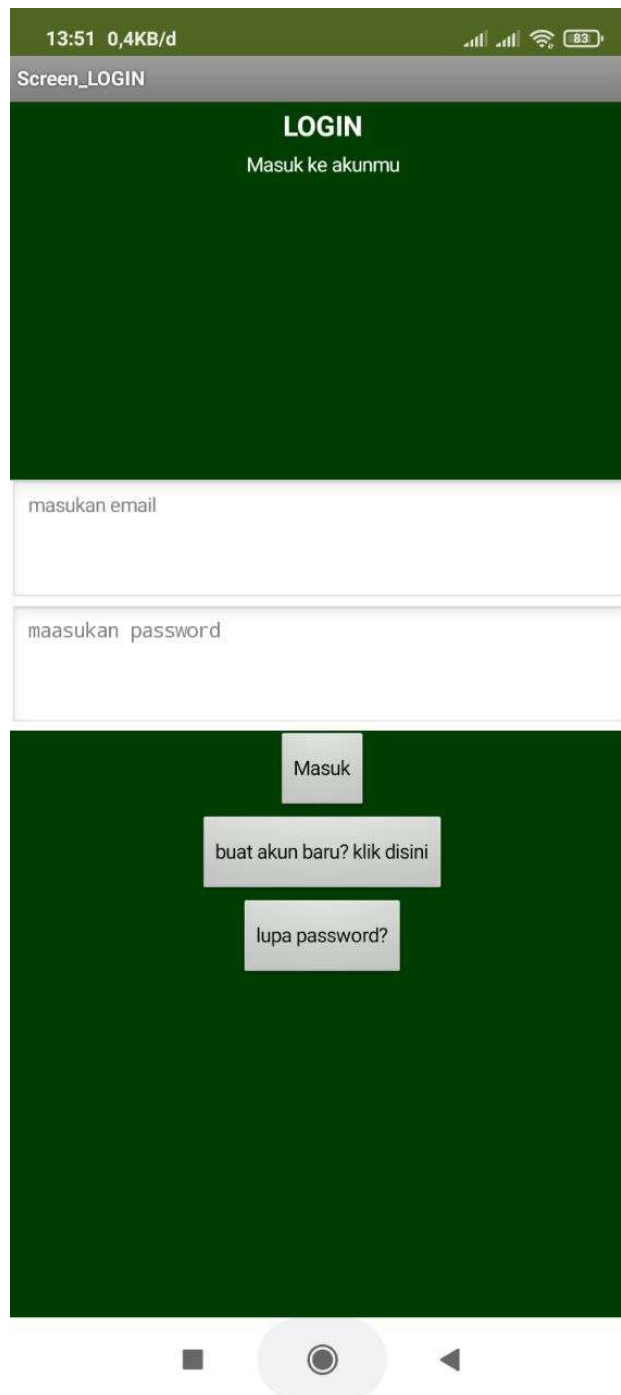 13:51 0,4KB/d 83
Screen_LOGIN
LOGIN
Masuk ke akunmu
masukan email
maasukan password
Masuk
buat akun baru? klik disini
lupa password?